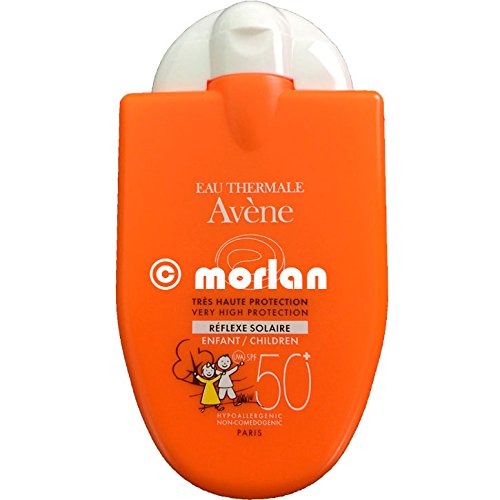 EAU THERMALE
Avène
© morlan
TRÈS HAUTE PROTECTION
VERY HIGH PROTECTION
RÉFLEXE SOLAIRE
ENFANT / CHILDREN
UVA SPF 50+
HYPOALLERGENIC
NON-COMEDOGENIC
PARIS